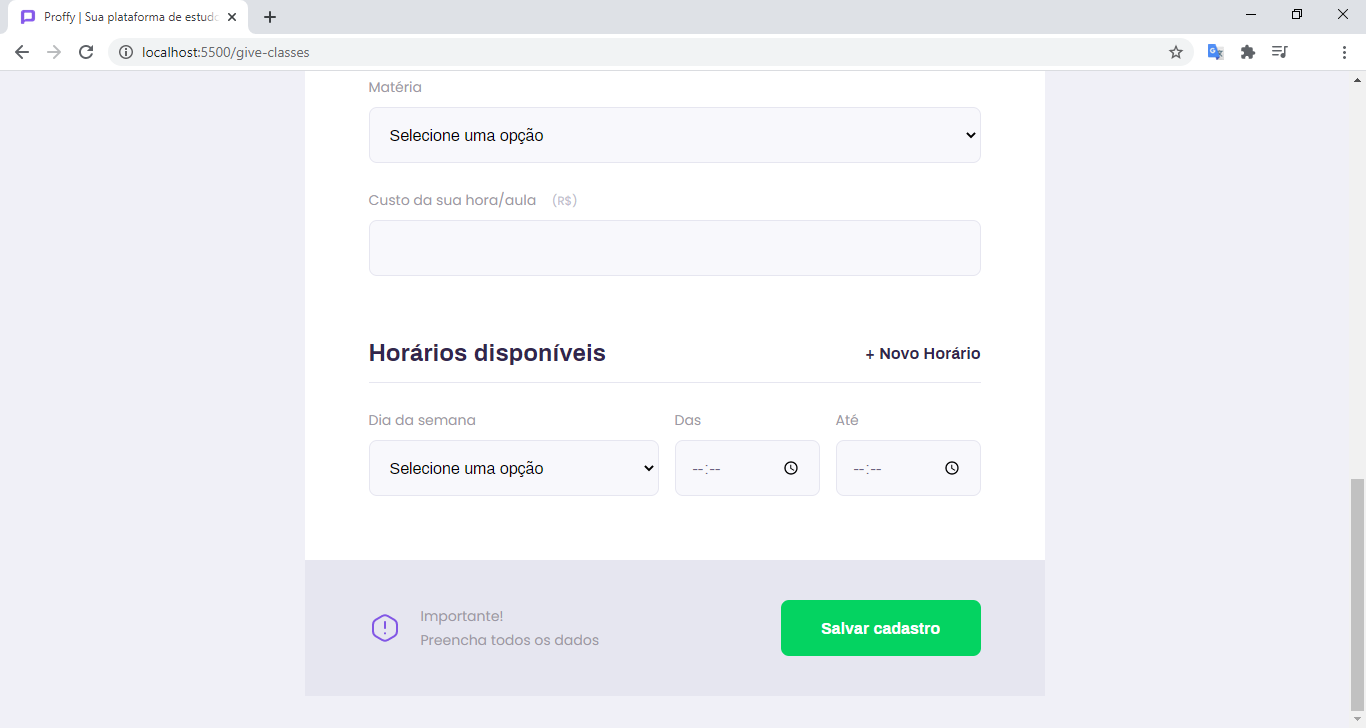 Proffy | Sua plataforma de estudo
localhost:5500/give-classes
Matéria
Selecione uma opção
Custo da sua hora/aula (R$)
Horários disponíveis + Novo Horário
Dia da semana Das Até
Selecione uma opção --:-- --:--
Importante!
Preencha todos os dados
Salvar cadastro